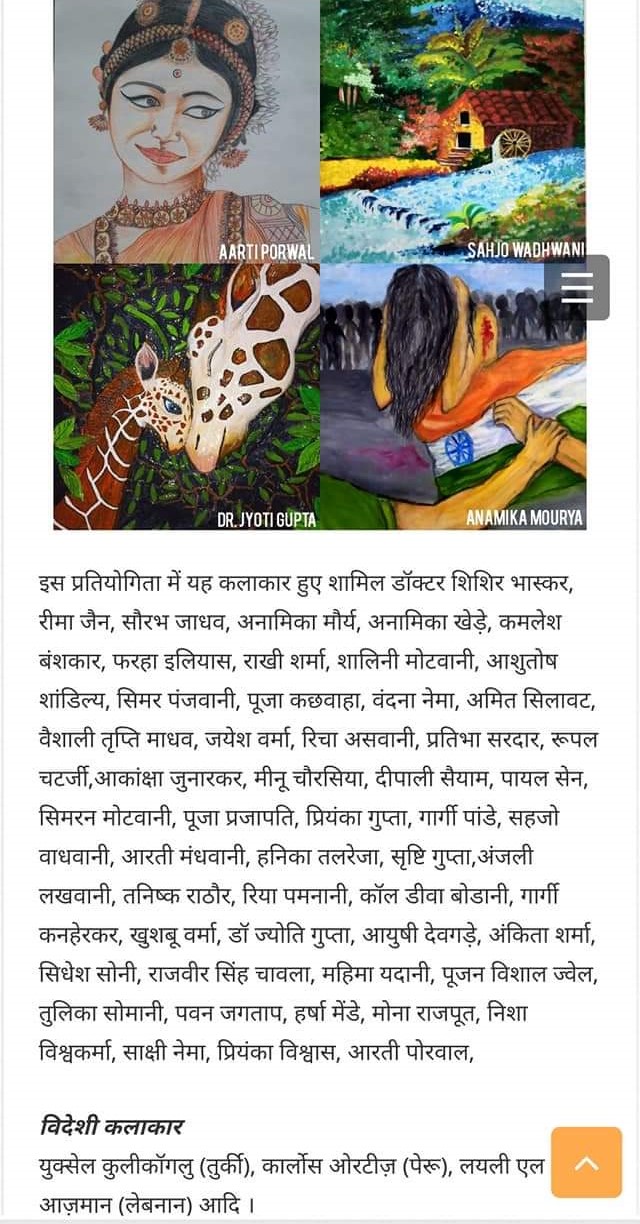 AARTI PORWAL
SAHJO WADHWANI
DR. JYOTI GUPTA
ANAMIKA MOURYA
इस प्रतियोगिता में यह कलाकार हुए शामिल डॉक्टर शिशिर भास्कर,
रीमा जैन, सौरभ जाधव, अनामिका मौर्य, अनामिका खेड़े, कमलेश
बंशकार, फरहा इलियास, राखी शर्मा, शालिनी मोटवानी, आशुतोष
शांडिल्य, सिमर पंजवानी, पूजा कछवाहा, वंदना नेमा, अमित सिलावट,
वैशाली तृप्ति माधव, जयेश वर्मा, रिचा असवानी, प्रतिभा सरदार, रूपल
चटर्जी,आकांक्षा जुनारकर, मीनू चौरसिया, दीपाली सैयाम, पायल सेन,
सिमरन मोटवानी, पूजा प्रजापति, प्रियंका गुप्ता, गार्गी पांडे, सहजो
वाधवानी, आरती मंधवानी, हनिका तलरेजा, सृष्टि गुप्ता,अंजली
लखवानी, तनिष्क राठौर, रिया पमनानी, कॉल डीवा बोडानी, गार्गी
कनहेरकर, खुशबू वर्मा, डॉ ज्योति गुप्ता, आयुषी देवगड़े, अंकिता शर्मा,
सिधेश सोनी, राजवीर सिंह चावला, महिमा यदानी, पूजन विशाल ज्वेल,
तुलिका सोमानी, पवन जगताप, हर्षा मेंडे, मोना राजपूत, निशा
विश्वकर्मा, साक्षी नेमा, प्रियंका विश्वास, आरती पोरवाल,
विदेशी कलाकार
युक्सेल कुलीकॉगलु (तुर्की), कार्लोस ओरटीज़ (पेरू), लयली एल
आज़मान (लेबनान) आदि ।